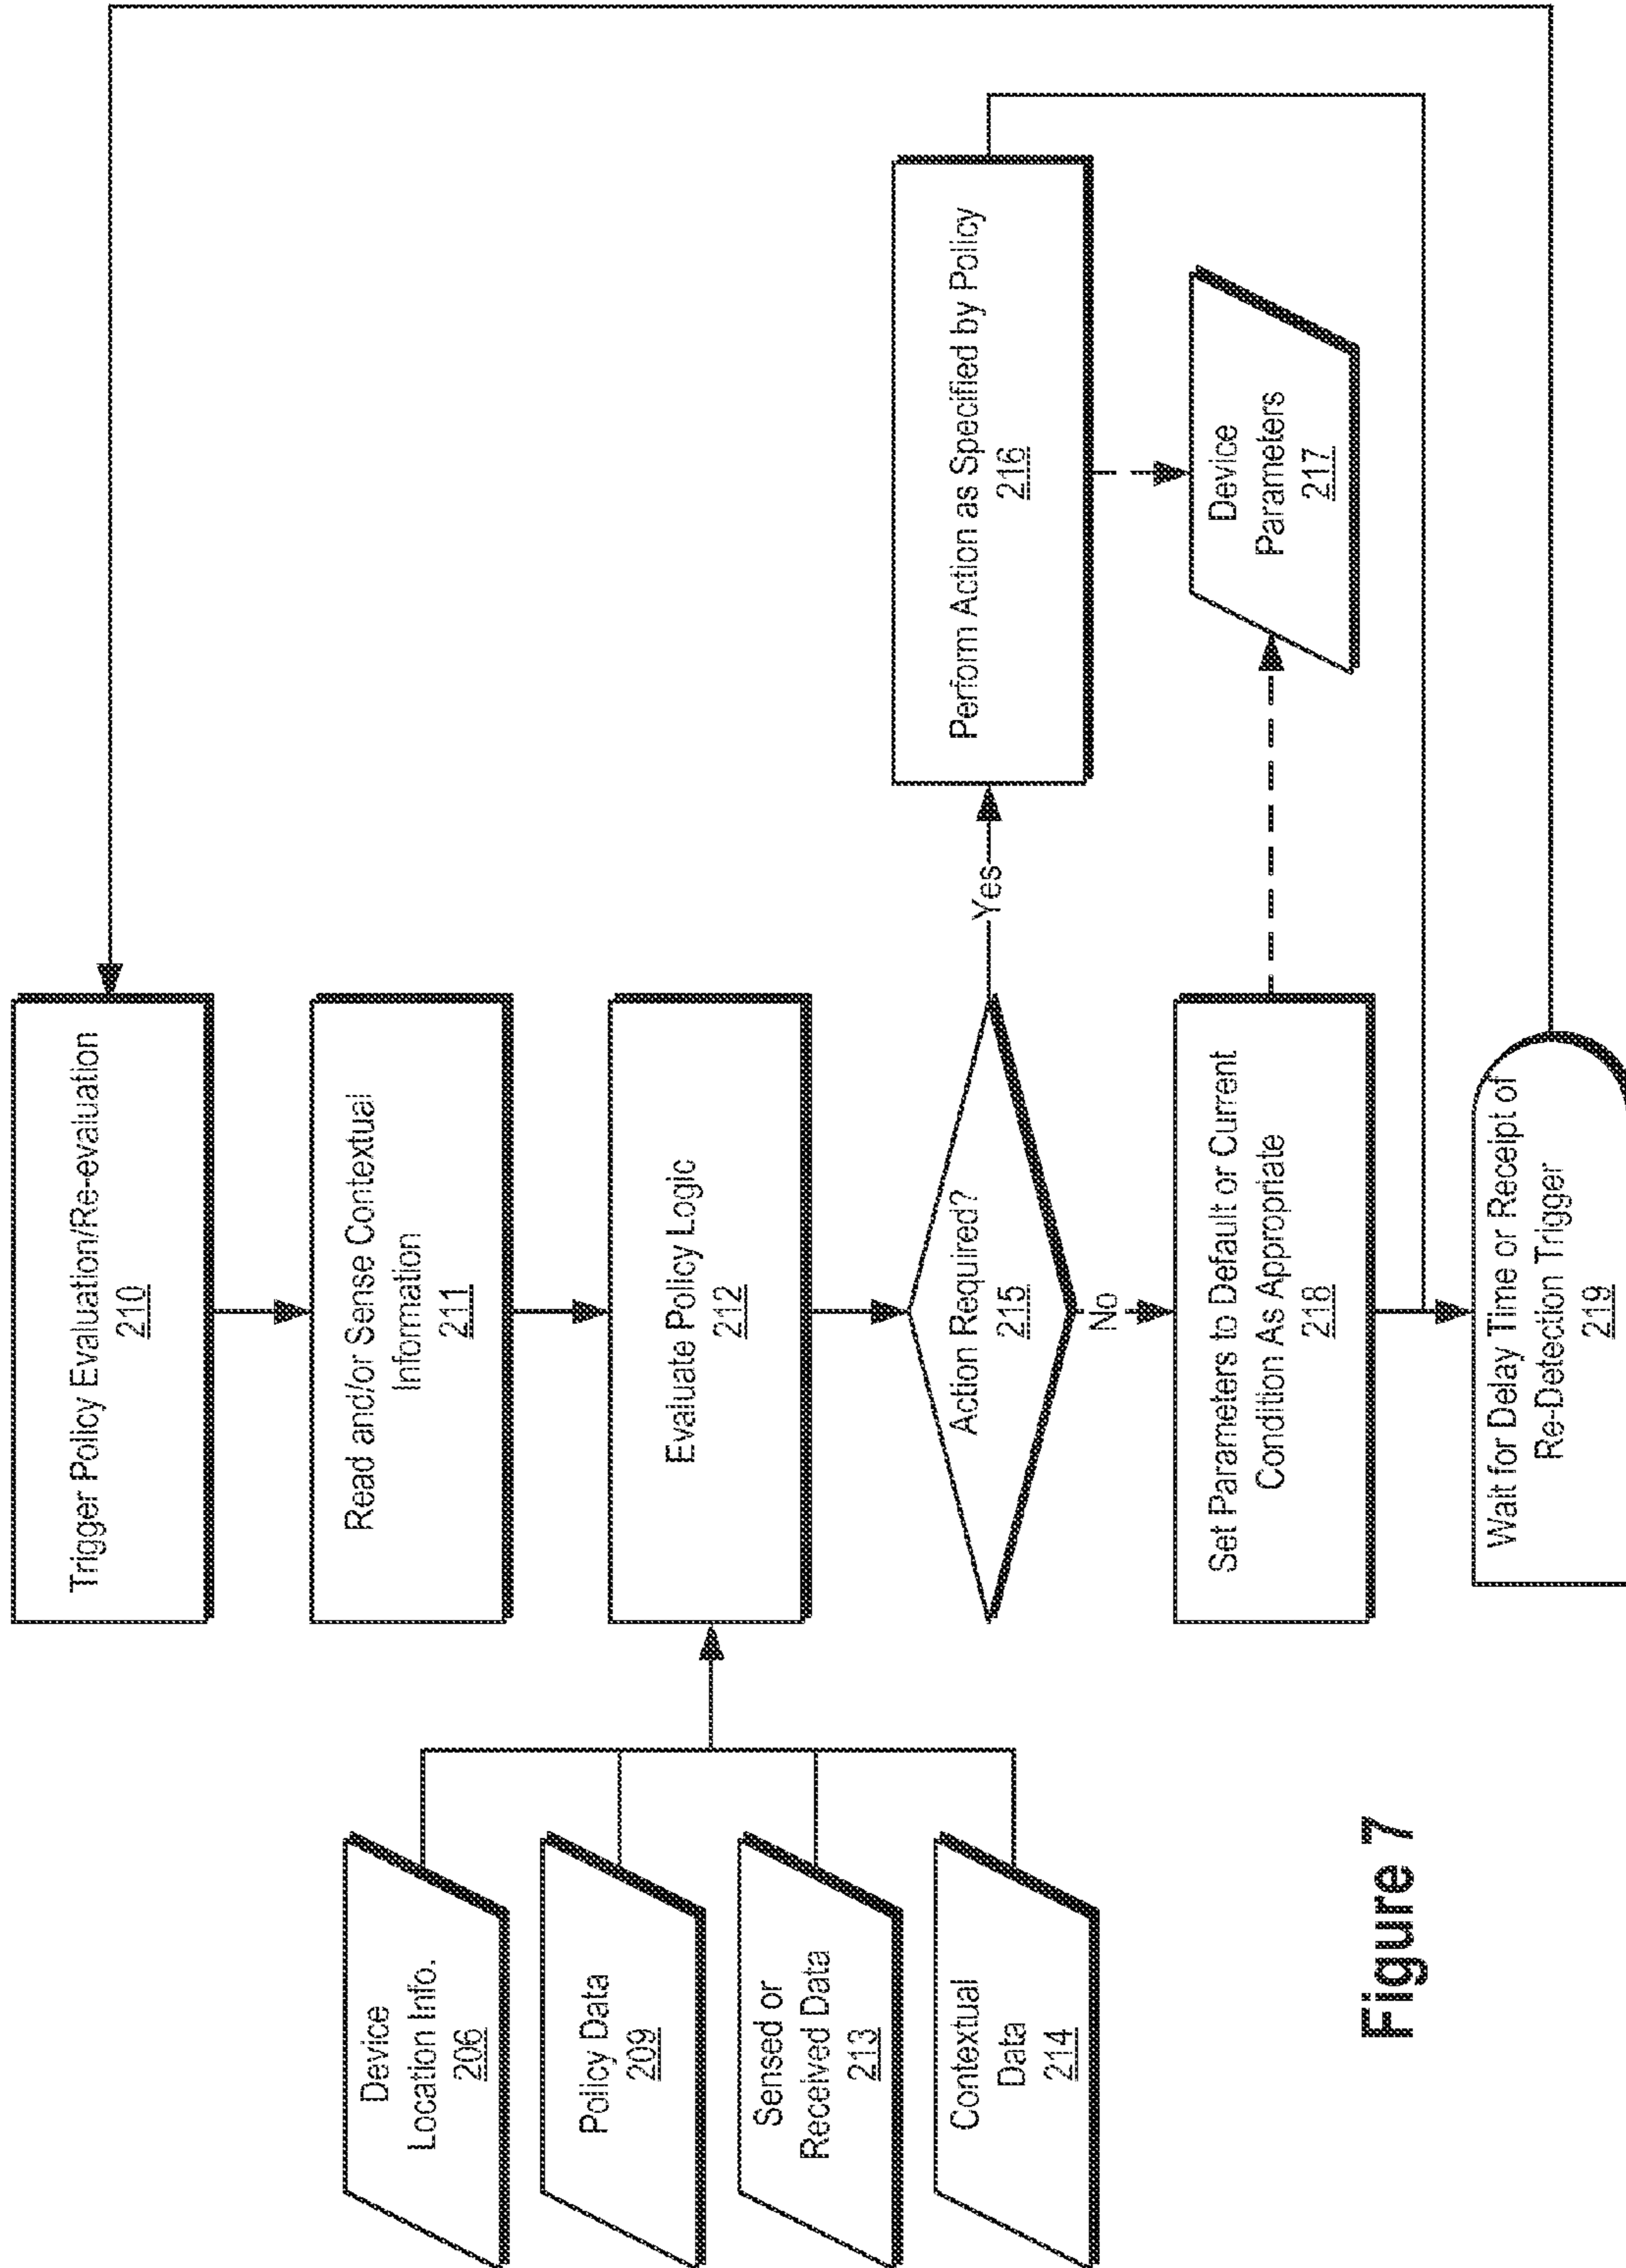 Trigger Policy Evaluation/Re-evaluation
210
Read and/or Sense Contextual
Information
211
Device
Location Info.
206
Policy Data
209
Sensed or
Received Data
213
Contextual
Data
214
Evaluate Policy Logic
212
Action Required?
215
Yes
No
Perform Action as Specified by Policy
216
Device
Parameters
217
Set Parameters to Default or Current
Condition As Appropriate
218
Wait for Delay Time or Receipt of
Re-Detection Trigger
219
Figure 7